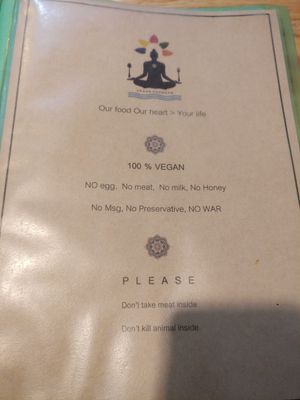 Our food Our heart > Your life
100 % VEGAN
NO egg, No meat, No milk, No Honey
No Msg, No Preservative, NO WAR
P L E A S E
Don't take meat inside
Don't kill animal inside